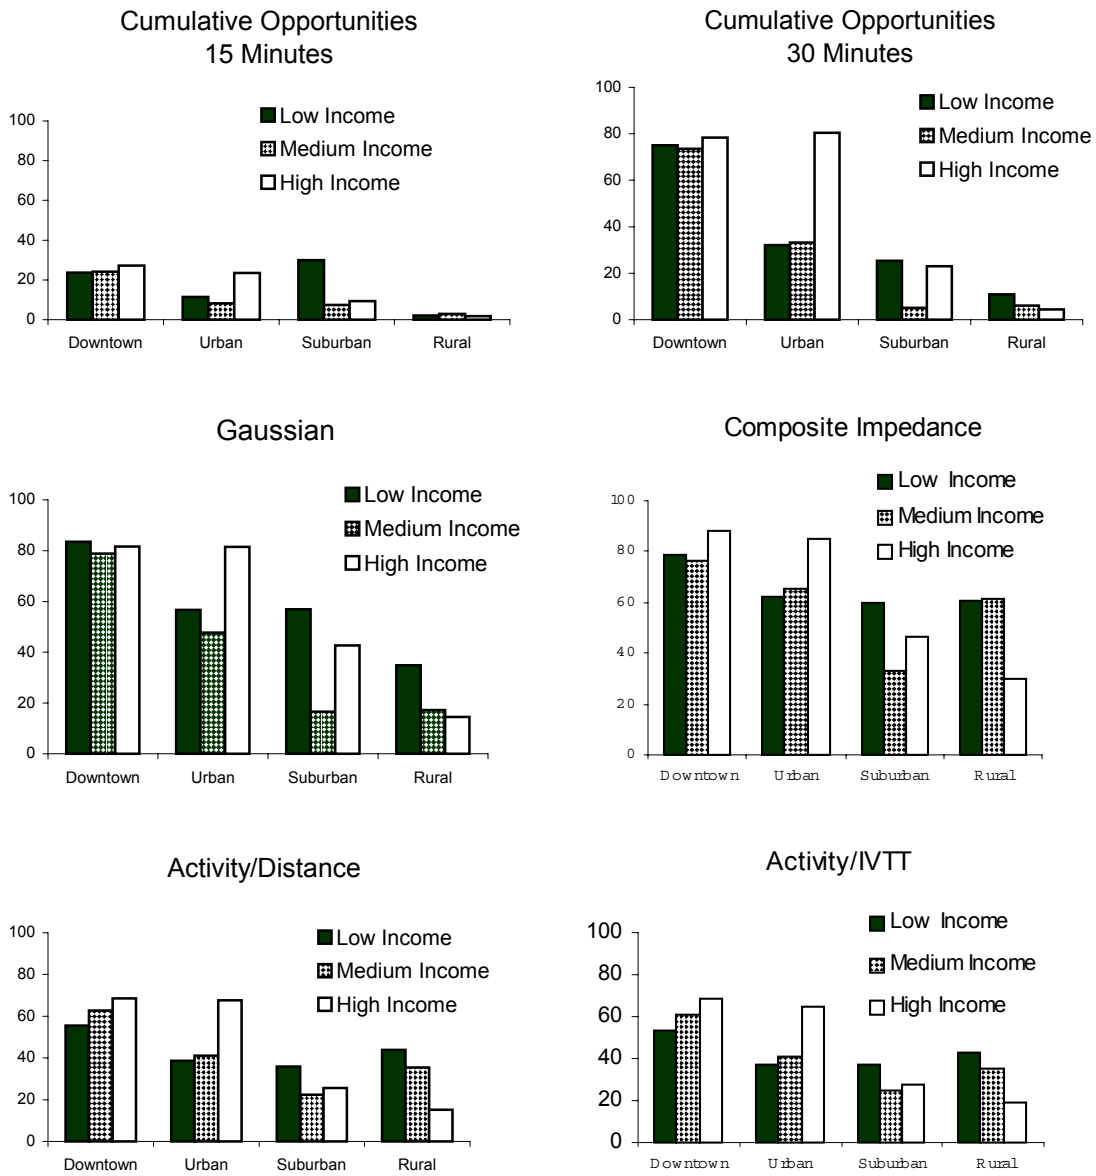 Cumulative Opportunities
15 Minutes
100
80
60
40
20
0
Low Income
Medium Income
High Income
Downtown Urban Suburban Rural
Cumulative Opportunities
30 Minutes
100
80
60
40
20
0
Low Income
Medium Income
High Income
Downtown Urban Suburban Rural
Gaussian
100
80
60
40
20
0
Low Income
Medium Income
High Income
Downtown Urban Suburban Rural
Composite Impedance
100
80
60
40
20
0
Low Income
Medium Income
High Income
Downtown Urban Suburban Rural
Activity/Distance
100
80
60
40
20
0
Low Income
Medium Income
High Income
Downtown Urban Suburban Rural
Activity/IVTT
100
80
60
40
20
0
Low Income
Medium Income
High Income
Downtown Urban Suburban Rural